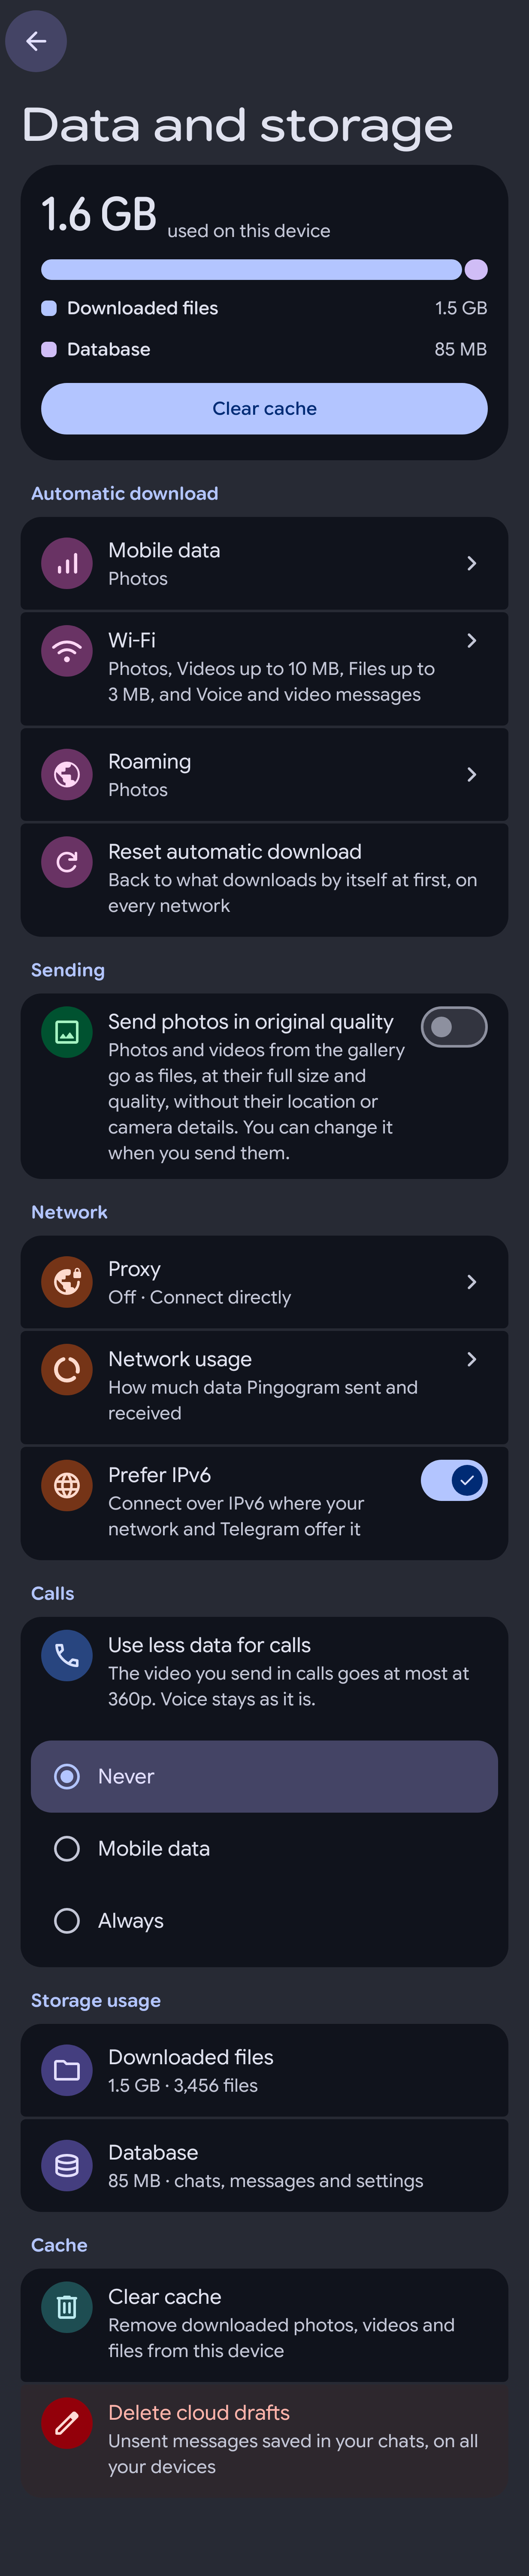 Data and storage
1.6 GB used on this device
Downloaded files 1.5 GB
Database 85 MB
Clear cache
Automatic download
Mobile data
Photos
Wi-Fi
Photos, Videos up to 10 MB, Files up to
3 MB, and Voice and video messages
Roaming
Photos
Reset automatic download
Back to what downloads by itself at first, on
every network
Sending
Send photos in original quality
Photos and videos from the gallery
go as files, at their full size and
quality, without their location or
camera details. You can change it
when you send them.
Network
Proxy
Off · Connect directly
Network usage
How much data Pingogram sent and
received
Prefer IPv6
Connect over IPv6 where your
network and Telegram offer it
Calls
Use less data for calls
The video you send in calls goes at most at
360p. Voice stays as it is.
Never
Mobile data
Always
Storage usage
Downloaded files
1.5 GB · 3,456 files
Database
85 MB · chats, messages and settings
Cache
Clear cache
Remove downloaded photos, videos and
files from this device
Delete cloud drafts
Unsent messages saved in your chats, on all
your devices